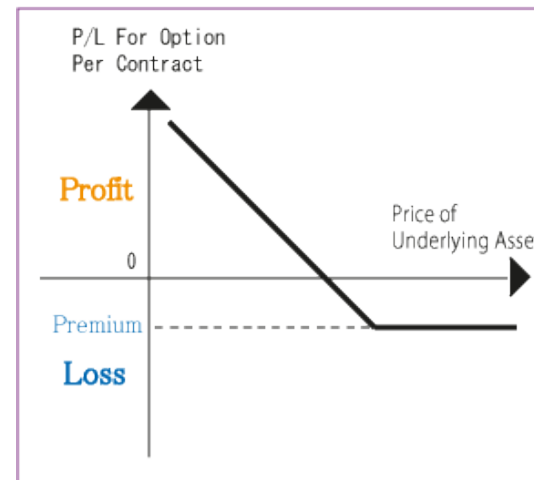 P/L For Option
Per Contract
Profit
Price of
Underlying Asse
0
Premium
Loss